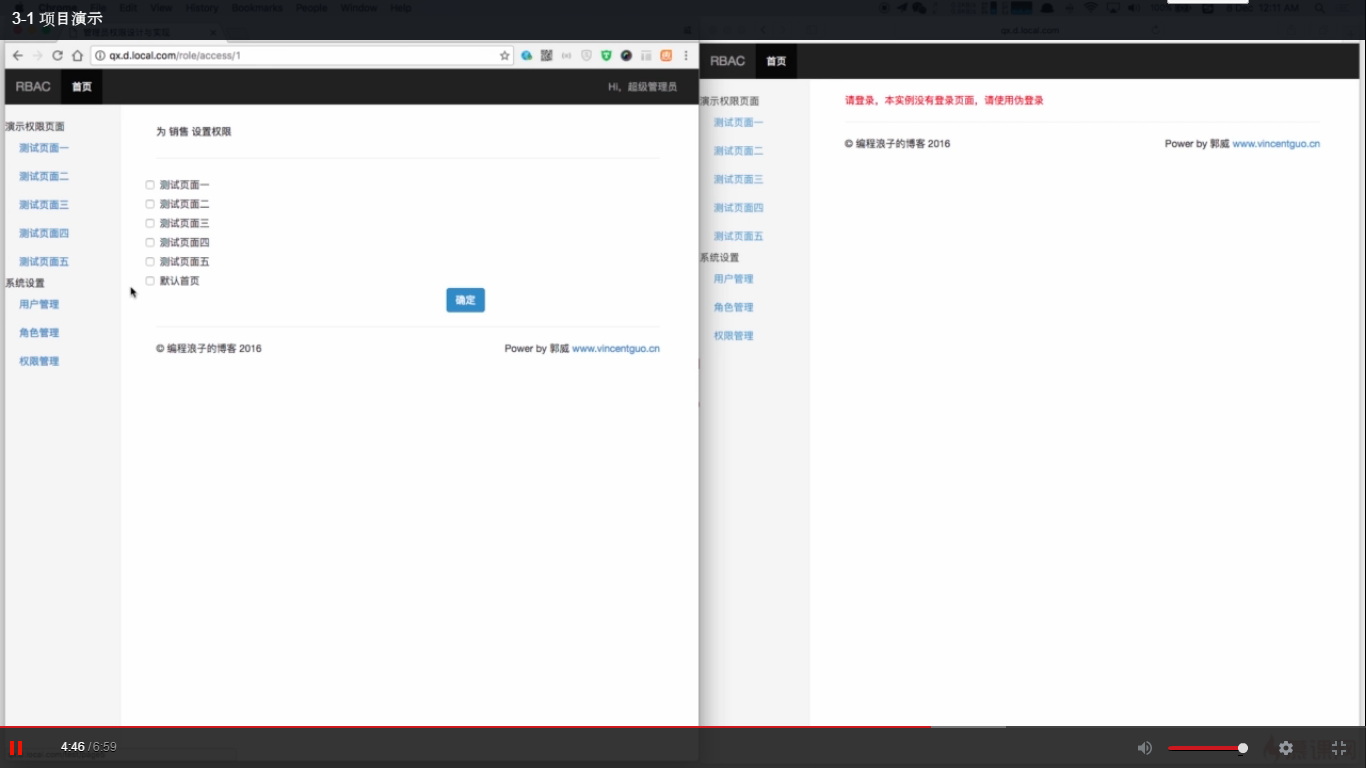 Chrome File Edit View History Bookmarks People Window Help
12:11 AM
3-1 项目演示
qx.d.local.com
qx.d.local.com/role/access/1
RBAC 首页 Hi，超级管理员
演示权限页面
测试页面一
测试页面二
测试页面三
测试页面四
测试页面五
系统设置
用户管理
角色管理
权限管理
为 销售 设置权限
测试页面一
测试页面二
测试页面三
测试页面四
测试页面五
默认首页
确定
© 编程浪子的博客 2016 Power by 郭威 www.vincentguo.cn
RBAC 首页
演示权限页面
测试页面一
测试页面二
测试页面三
测试页面四
测试页面五
系统设置
用户管理
角色管理
权限管理
请登录，本实例没有登录页面，请使用伪登录
© 编程浪子的博客 2016 Power by 郭威 www.vincentguo.cn
4:46 / 6:59